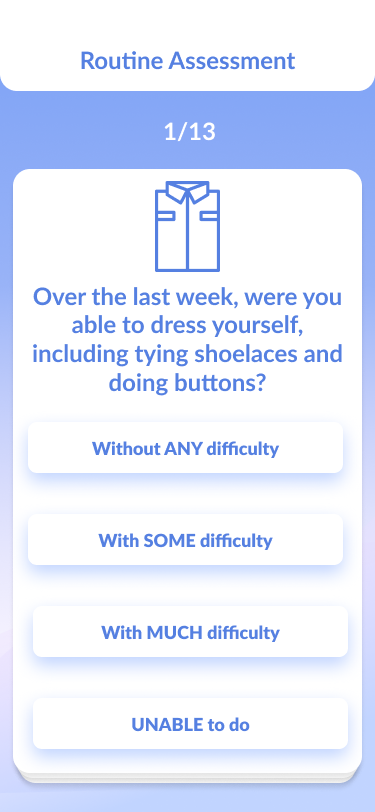 Routine Assessment
1/13
Over the last week, were you
able to dress yourself,
including tying shoelaces and
doing buttons?
Without ANY difficulty
With SOME difficulty
With MUCH difficulty
UNABLE to do